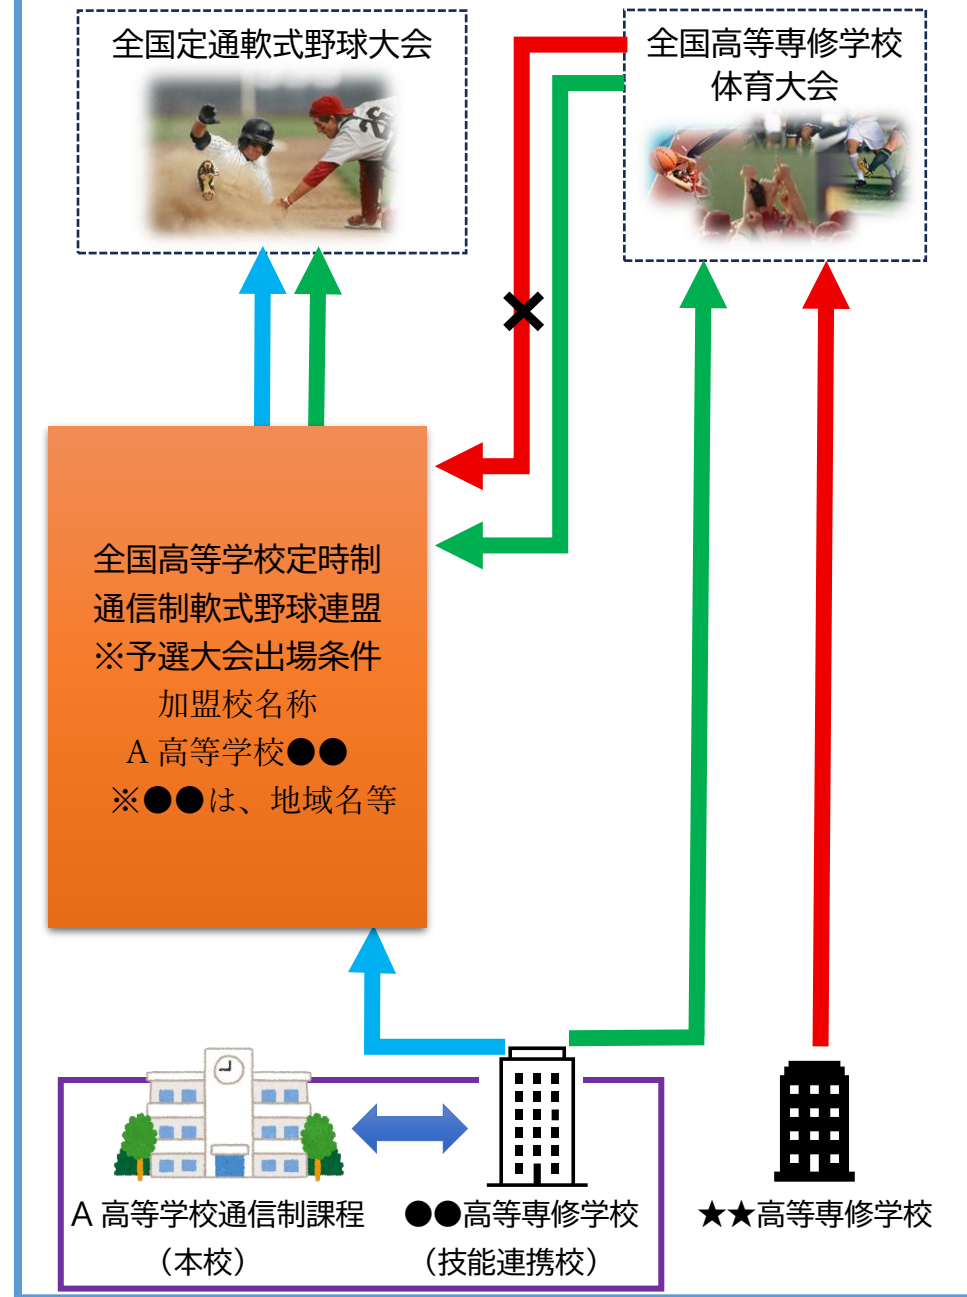 全国定通軟式野球大会
全国高等専修学校
体育大会
全国高等学校定時制
通信制軟式野球連盟
※予選大会出場条件
加盟校名称
A 高等学校●●
※●●は、地域名等
A 高等学校通信制課程
（本校）
●●高等専修学校
（技能連携校）
★★高等専修学校